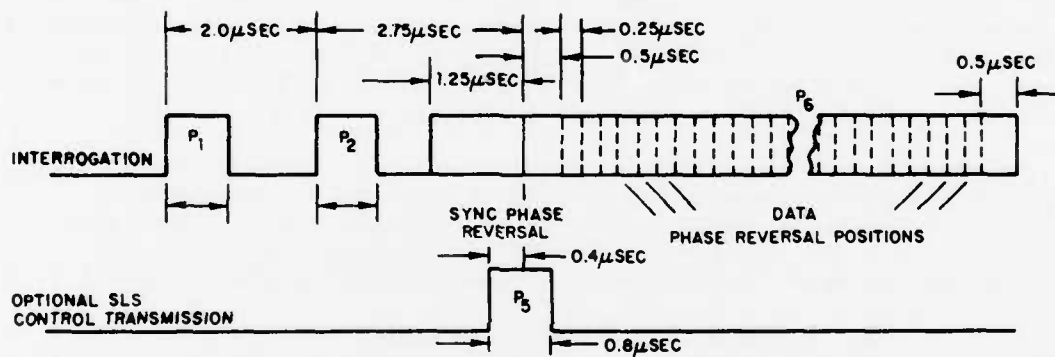 2.0μSEC
2.75μSEC
0.25μSEC
0.5μSEC
1.25μSEC
0.5μSEC
P6
P1
P2
INTERROGATION
SYNC PHASE
REVERSAL
DATA
PHASE REVERSAL POSITIONS
0.4μSEC
P5
OPTIONAL SLS
CONTROL TRANSMISSION
0.8μSEC